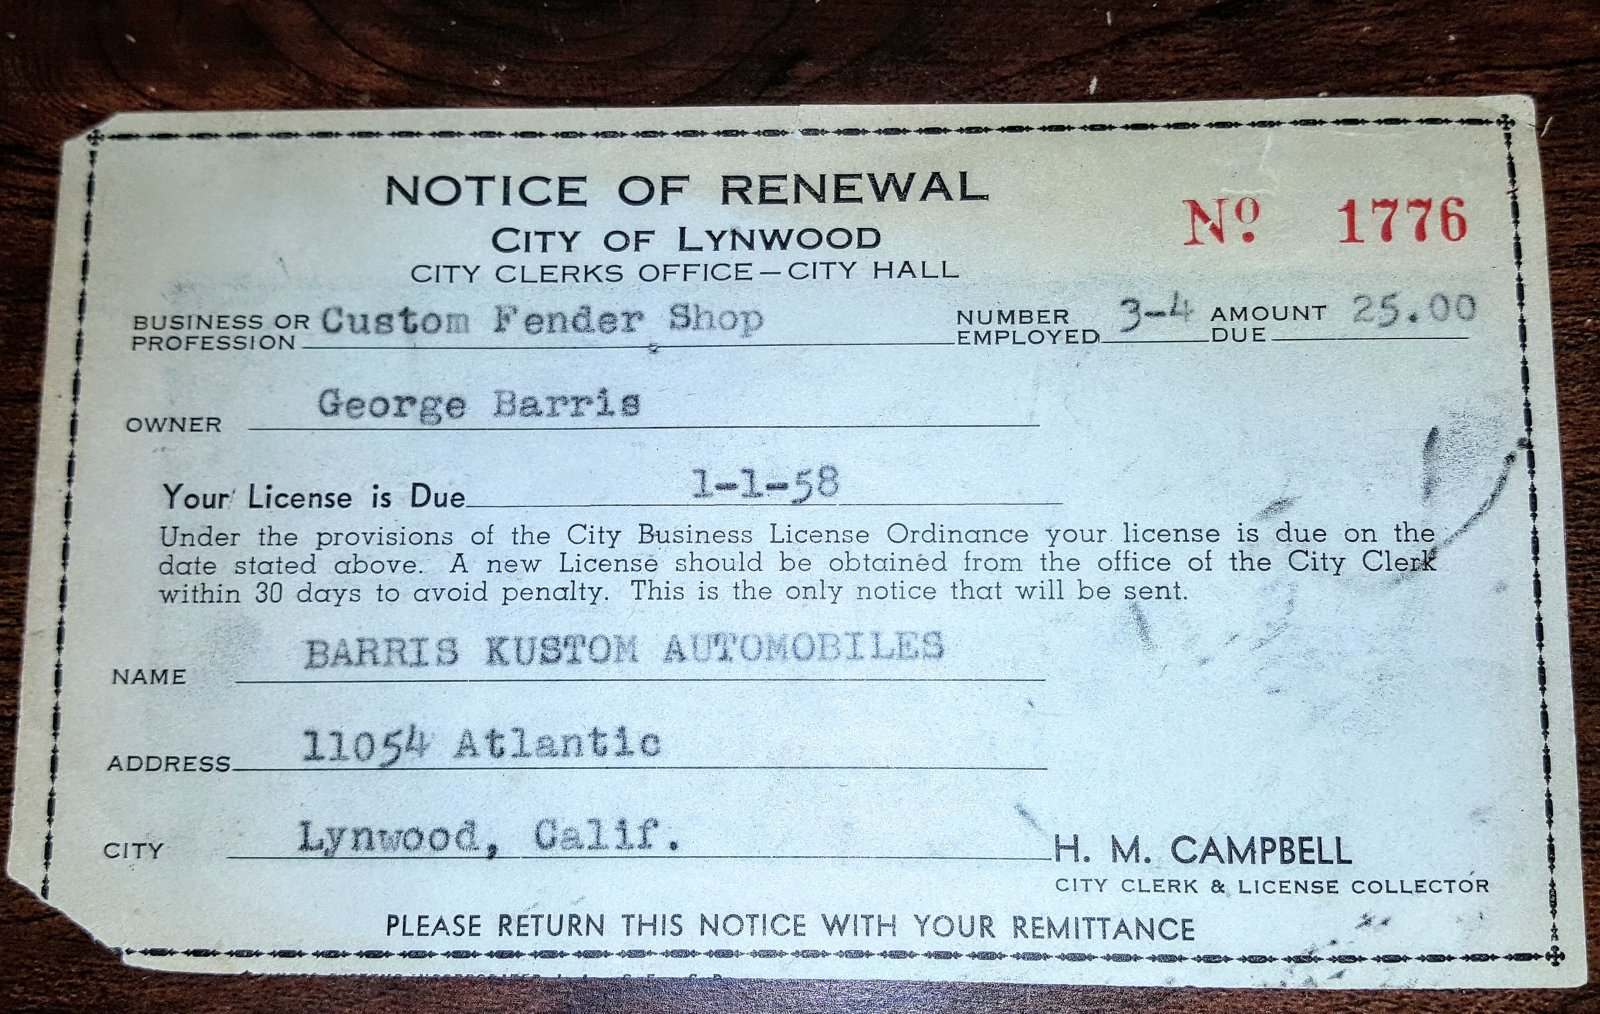 NOTICE OF RENEWAL
CITY OF LYNWOOD
Nº 1776
CITY CLERKS OFFICE — CITY HALL
BUSINESS OR PROFESSION Custom Fender Shop NUMBER EMPLOYED 3-4 AMOUNT DUE 25.00
OWNER George Barris
Your License is Due 1-1-58
Under the provisions of the City Business License Ordinance your license is due on the
date stated above. A new License should be obtained from the office of the City Clerk
within 30 days to avoid penalty. This is the only notice that will be sent.
NAME BARRIS KUSTOM AUTOMOBILES
ADDRESS 11054 Atlantic
CITY Lynwood, Calif.
H. M. CAMPBELL
CITY CLERK & LICENSE COLLECTOR
PLEASE RETURN THIS NOTICE WITH YOUR REMITTANCE